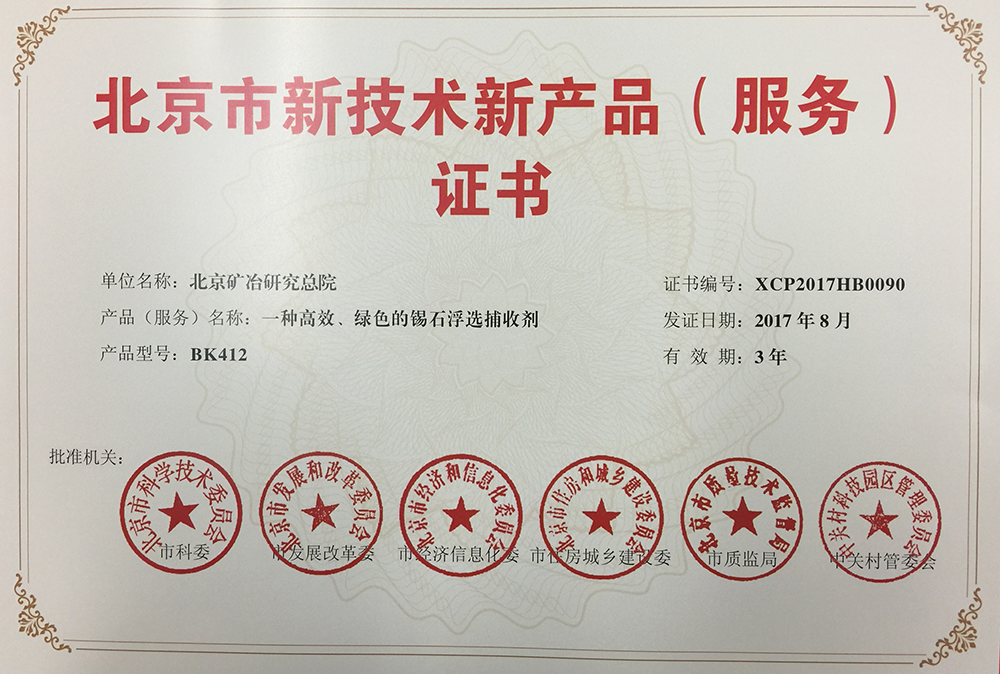 北京市新技术新产品（服务）
证书
单位名称：北京矿冶研究总院
产品（服务）名称：一种高效、绿色的锡石浮选捕收剂
产品型号：BK412
证书编号：XCP2017HB0090
发证日期：2017年8月
有 效 期：3年
批准机关：
北京市科学技术委员会
北京市发展和改革委员会
北京市经济和信息化委员会
北京市住房和城乡建设委员会
北京市质量技术监督局
中关村科技园区管理委员会
市科委
市发展改革委
市经济信息化委
市住房城乡建设委
市质监局
中关村管委会